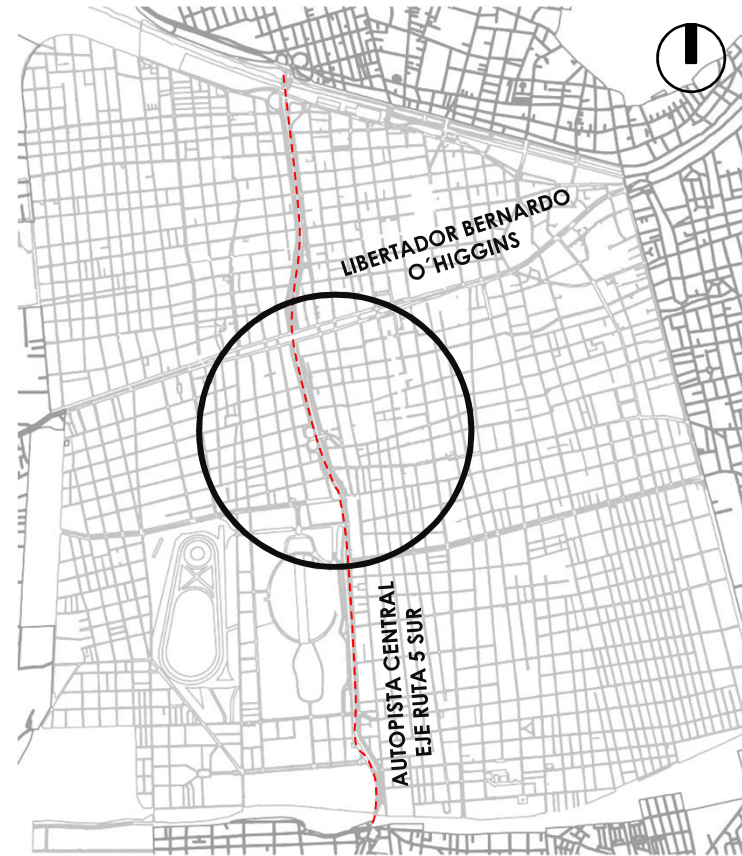 LIBERTADOR BERNARDO
O´HIGGINS
AUTOPISTA CENTRAL
EJE RUTA 5 SUR